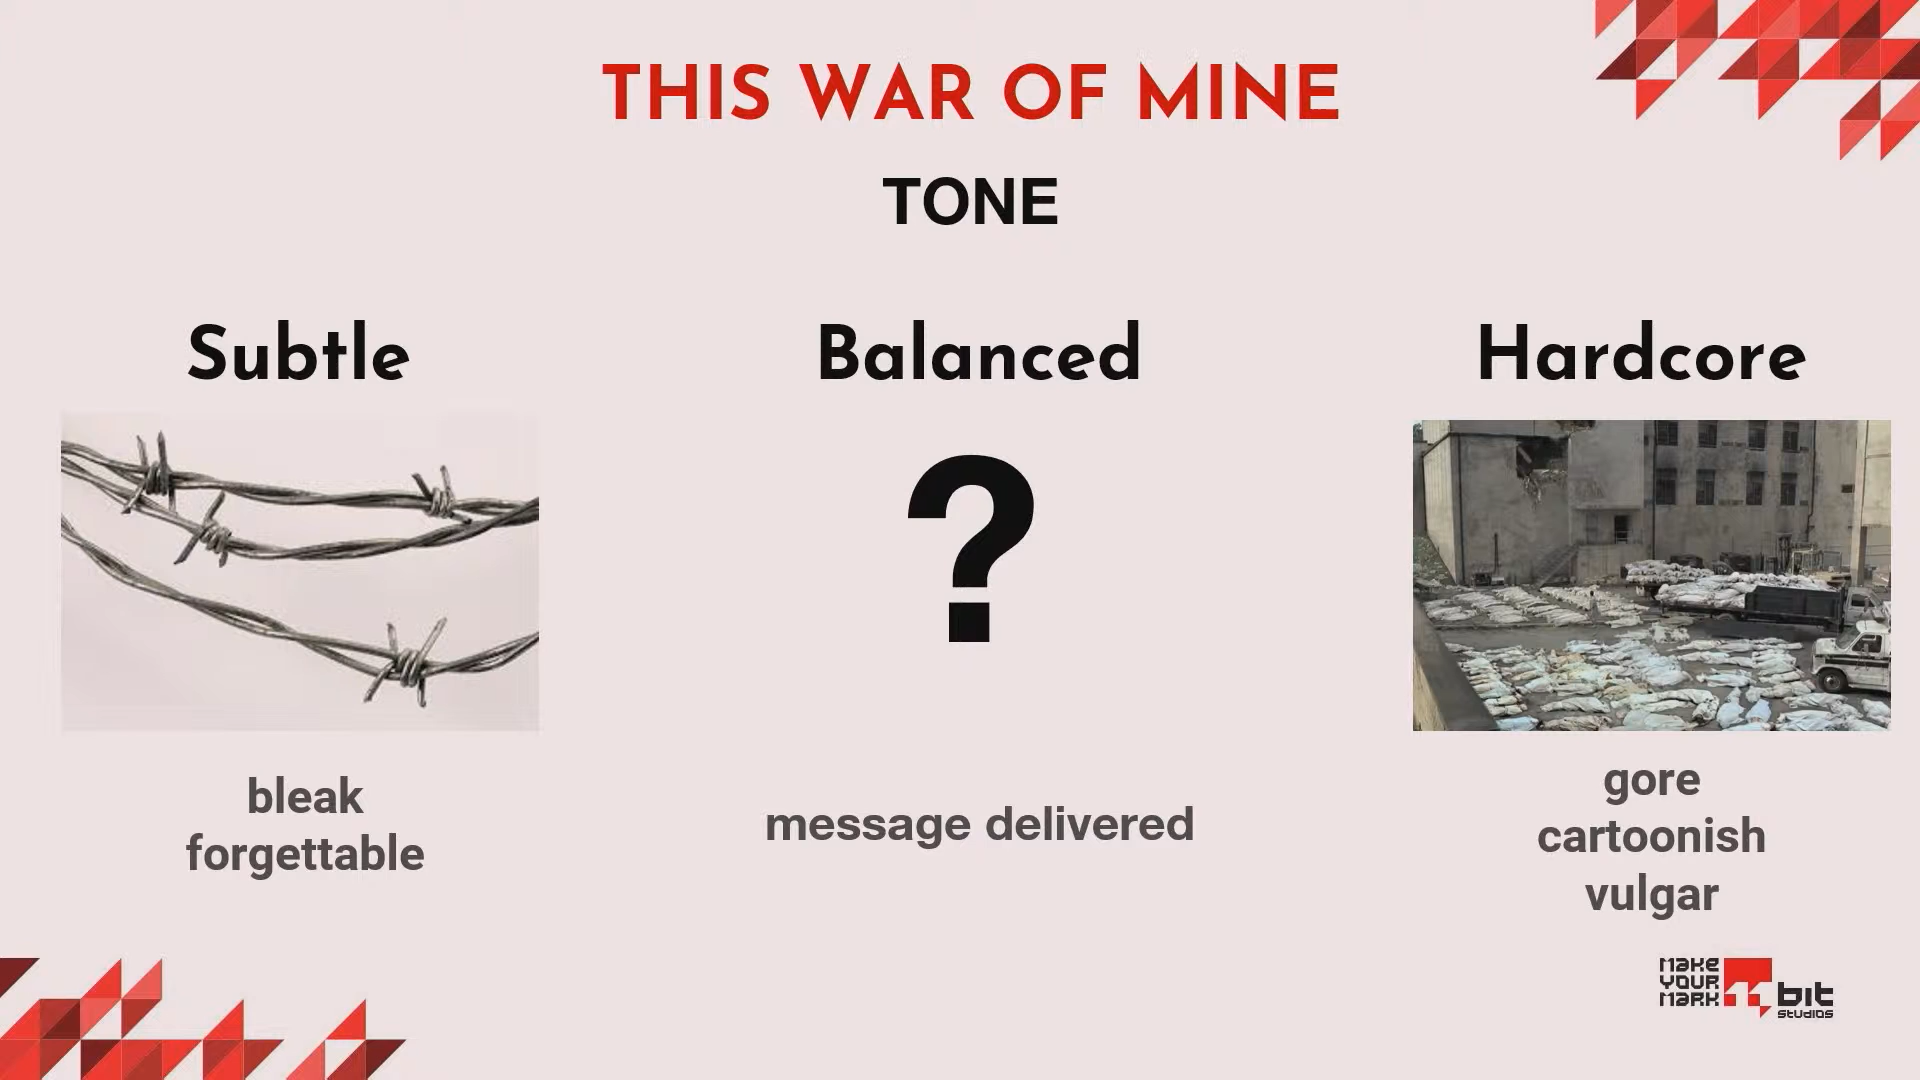 THIS WAR OF MINE
TONE
Subtle
Balanced
Hardcore
?
bleak
forgettable
message delivered
gore
cartoonish
vulgar
MAKE
YOUR
MARK
11 bit
studios